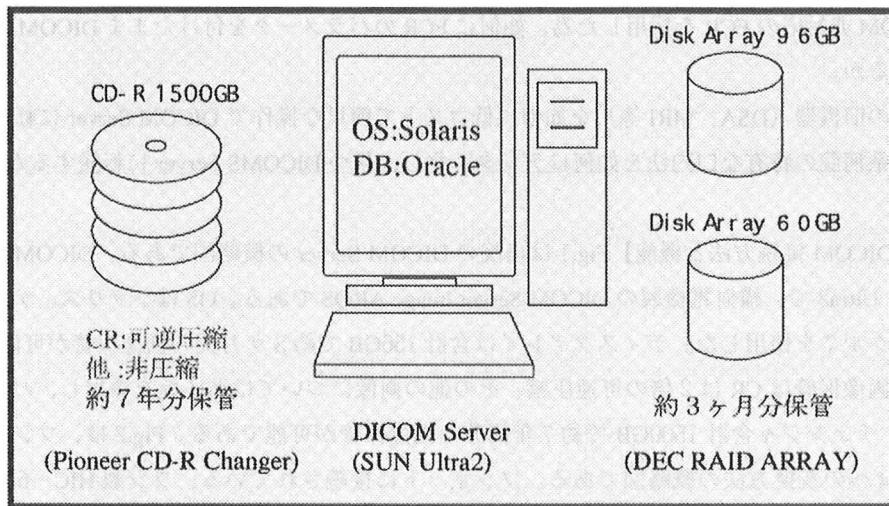 CD-R 1500GB
CR:可逆圧縮
他 :非圧縮
約7年分保管
(Pioneer CD-R Changer)
OS:Solaris
DB:Oracle
DICOM Server
(SUN Ultra2)
Disk Array 96GB
Disk Array 60GB
約3ヶ月分保管
(DEC RAID ARRAY)